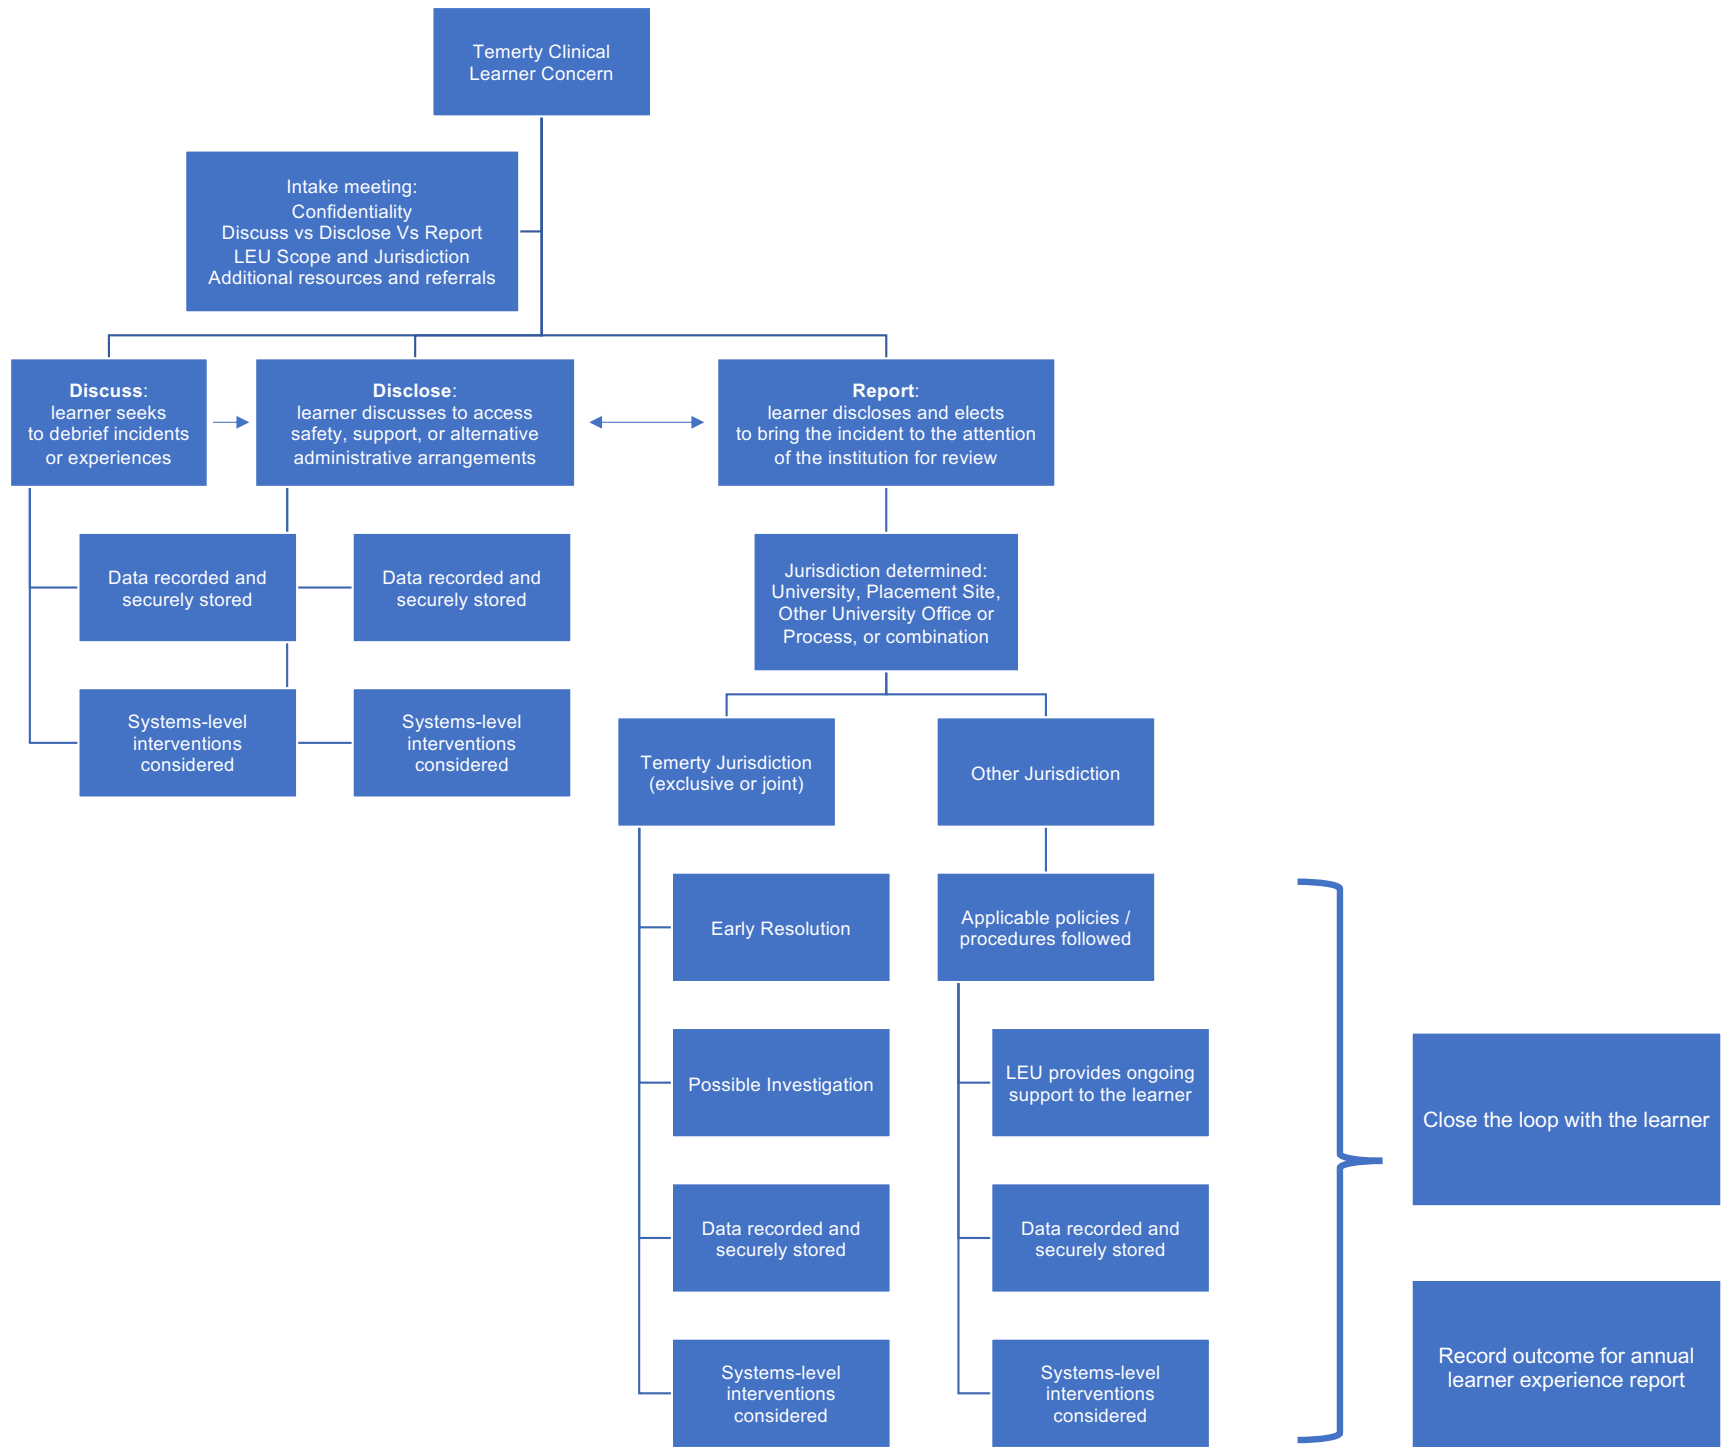 Temerty Clinical
Learner Concern
Intake meeting:
Confidentiality
Discuss vs Disclose Vs Report
LEU Scope and Jurisdiction
Additional resources and referrals
Discuss:
learner seeks
to debrief incidents
or experiences
Disclose:
learner discusses to access
safety, support, or alternative
administrative arrangements
Report:
learner discloses and elects
to bring the incident to the attention
of the institution for review
Data recorded and
securely stored
Data recorded and
securely stored
Jurisdiction determined:
University, Placement Site,
Other University Office or
Process, or combination
Systems-level
interventions
considered
Systems-level
interventions
considered
Temerty Jurisdiction
(exclusive or joint)
Other Jurisdiction
Early Resolution
Applicable policies /
procedures followed
Possible Investigation
LEU provides ongoing
support to the learner
Data recorded and
securely stored
Data recorded and
securely stored
Systems-level
interventions
considered
Systems-level
interventions
considered
Close the loop with the learner
Record outcome for annual
learner experience report